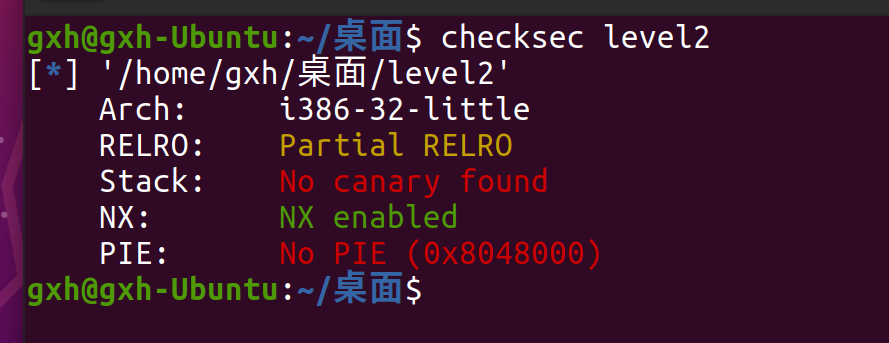 gxh@gxh-Ubuntu:~/桌面$ checksec level2
[*] '/home/gxh/桌面/level2'
Arch: i386-32-little
RELRO: Partial RELRO
Stack: No canary found
NX: NX enabled
PIE: No PIE (0x8048000)
gxh@gxh-Ubuntu:~/桌面$